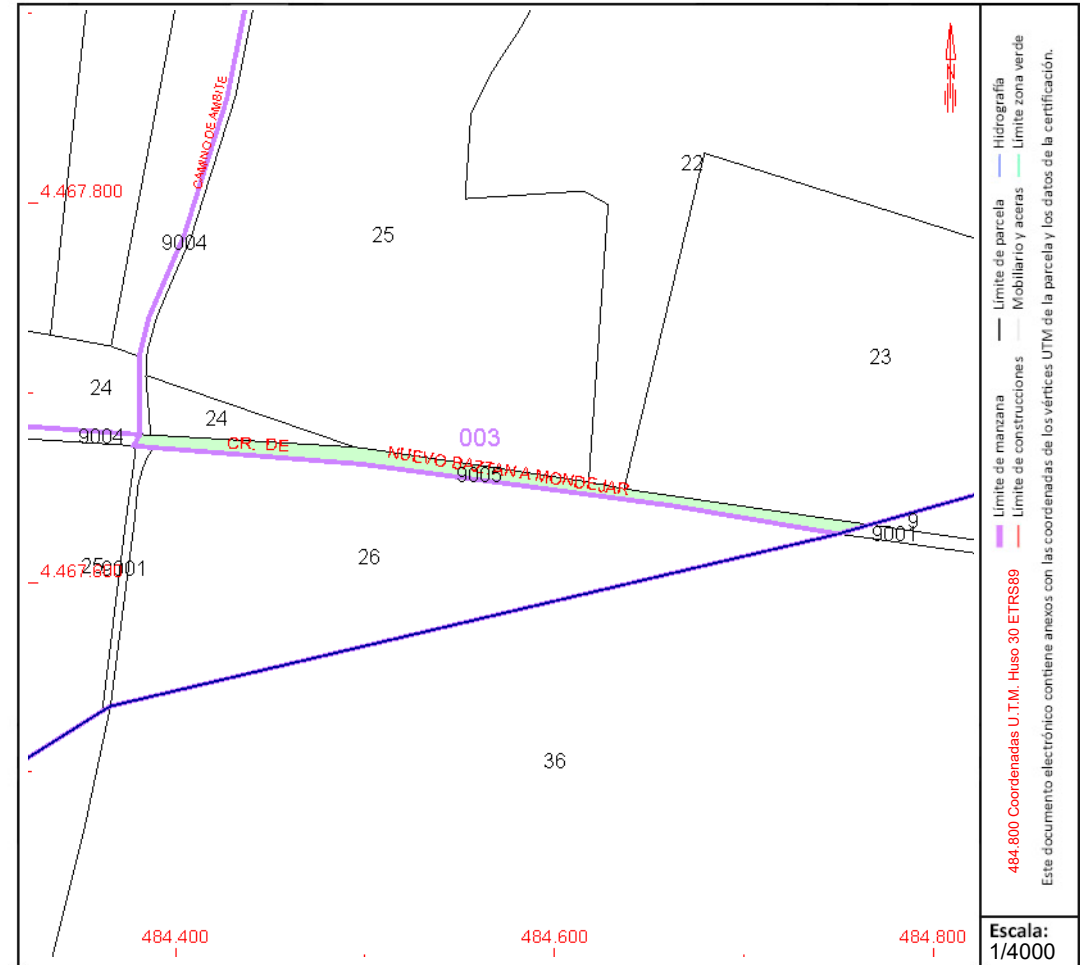 CAMINO DE AMBITE
22
4.467.800
25
9004
23
24
24
9004
CR. DE
003
NUEVO BAZTAN A MONDEJAR
9005
9
9001
26
25
9001
36
484.400
484.600
484.800
N
Límite de manzana
Límite de parcela
Hidrografía
Límite de construcciones
Mobiliario y aceras
Límite zona verde
484.800 Coordenadas U.T.M. Huso 30 ETRS89
Este documento electrónico contiene anexos con las coordenadas de los vértices UTM de la parcela y los datos de la certificación.
Escala:
1/4000